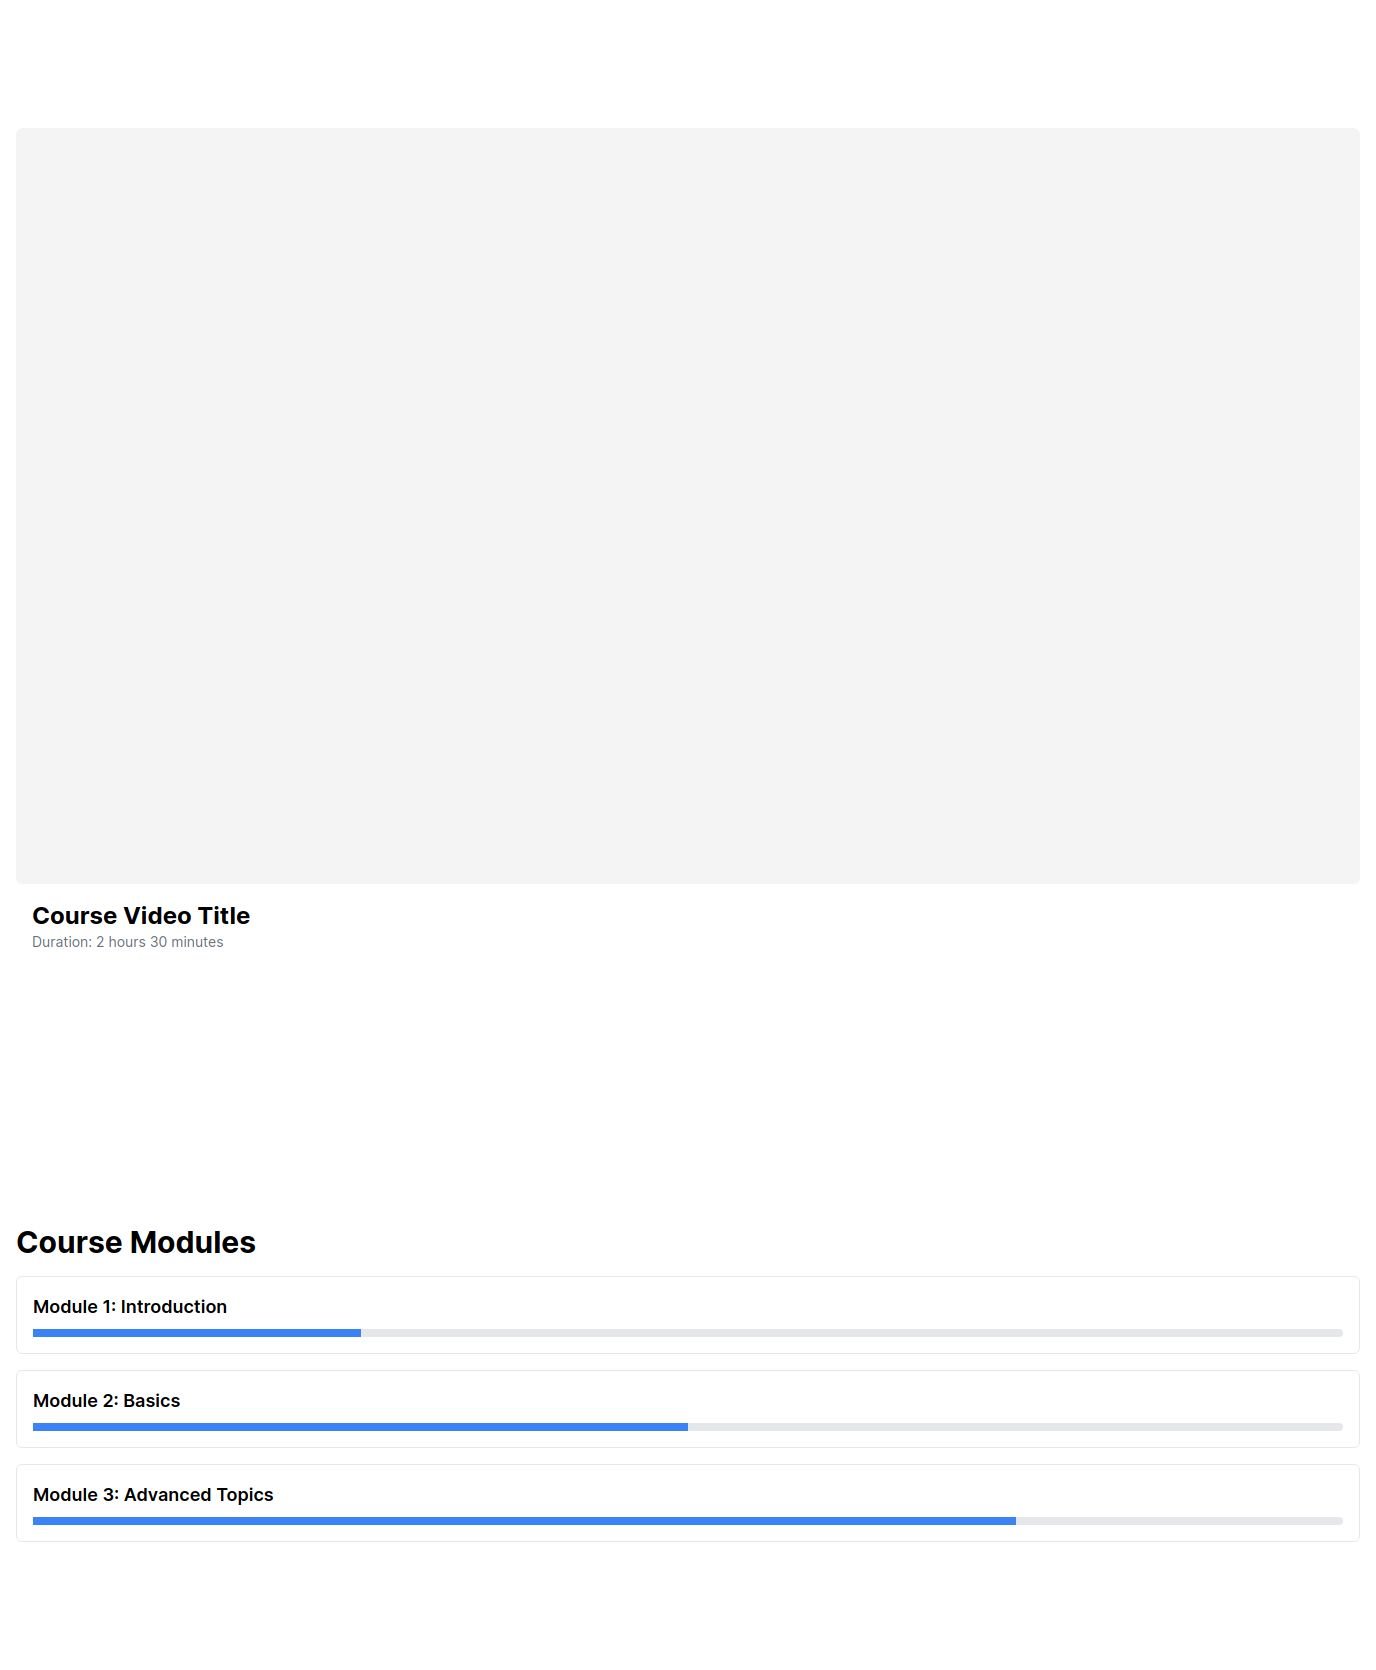 Course Video Title
Duration: 2 hours 30 minutes
Course Modules
Module 1: Introduction
Module 2: Basics
Module 3: Advanced Topics